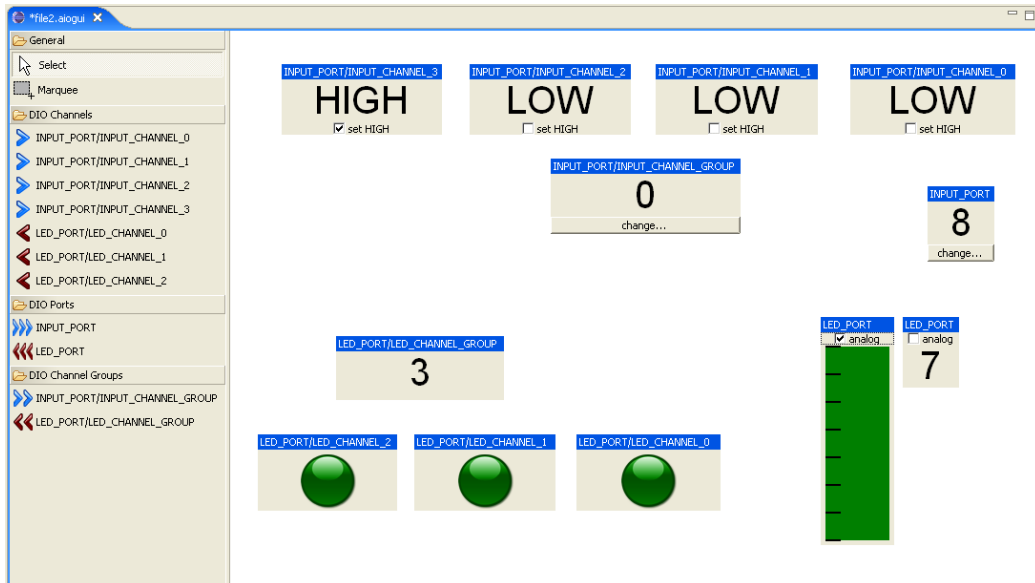 *file2.aiogui
General
Select
Marquee
DIO Channels
INPUT_PORT/INPUT_CHANNEL_0
INPUT_PORT/INPUT_CHANNEL_1
INPUT_PORT/INPUT_CHANNEL_2
INPUT_PORT/INPUT_CHANNEL_3
LED_PORT/LED_CHANNEL_0
LED_PORT/LED_CHANNEL_1
LED_PORT/LED_CHANNEL_2
DIO Ports
INPUT_PORT
LED_PORT
DIO Channel Groups
INPUT_PORT/INPUT_CHANNEL_GROUP
LED_PORT/LED_CHANNEL_GROUP
INPUT_PORT/INPUT_CHANNEL_3
HIGH
set HIGH
INPUT_PORT/INPUT_CHANNEL_2
LOW
set HIGH
INPUT_PORT/INPUT_CHANNEL_1
LOW
set HIGH
INPUT_PORT/INPUT_CHANNEL_0
LOW
set HIGH
INPUT_PORT/INPUT_CHANNEL_GROUP
0
change...
INPUT_PORT
8
change...
LED_PORT/LED_CHANNEL_GROUP
3
LED_PORT
analog
LED_PORT
analog
7
LED_PORT/LED_CHANNEL_2
LED_PORT/LED_CHANNEL_1
LED_PORT/LED_CHANNEL_0